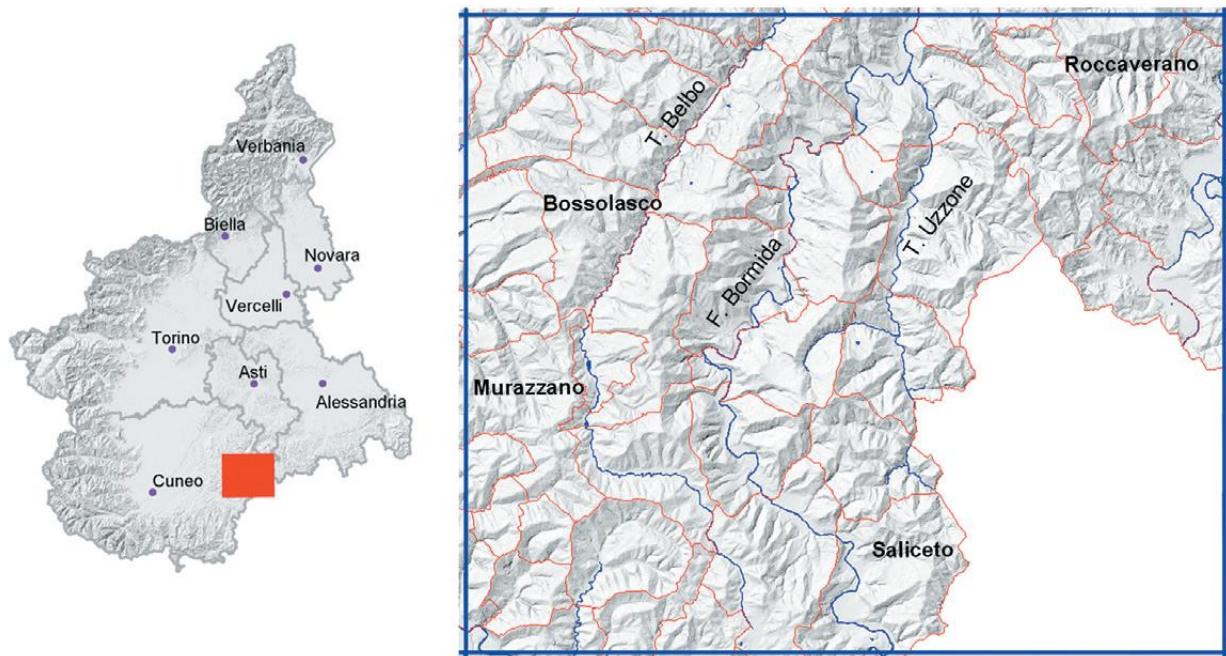 Verbania
Biella
Novara
Vercelli
Torino
Asti
Alessandria
Cuneo
Roccaverano
T. Belbo
Bossolasco
T. Uzzone
F. Bormida
Murazzano
Saliceto